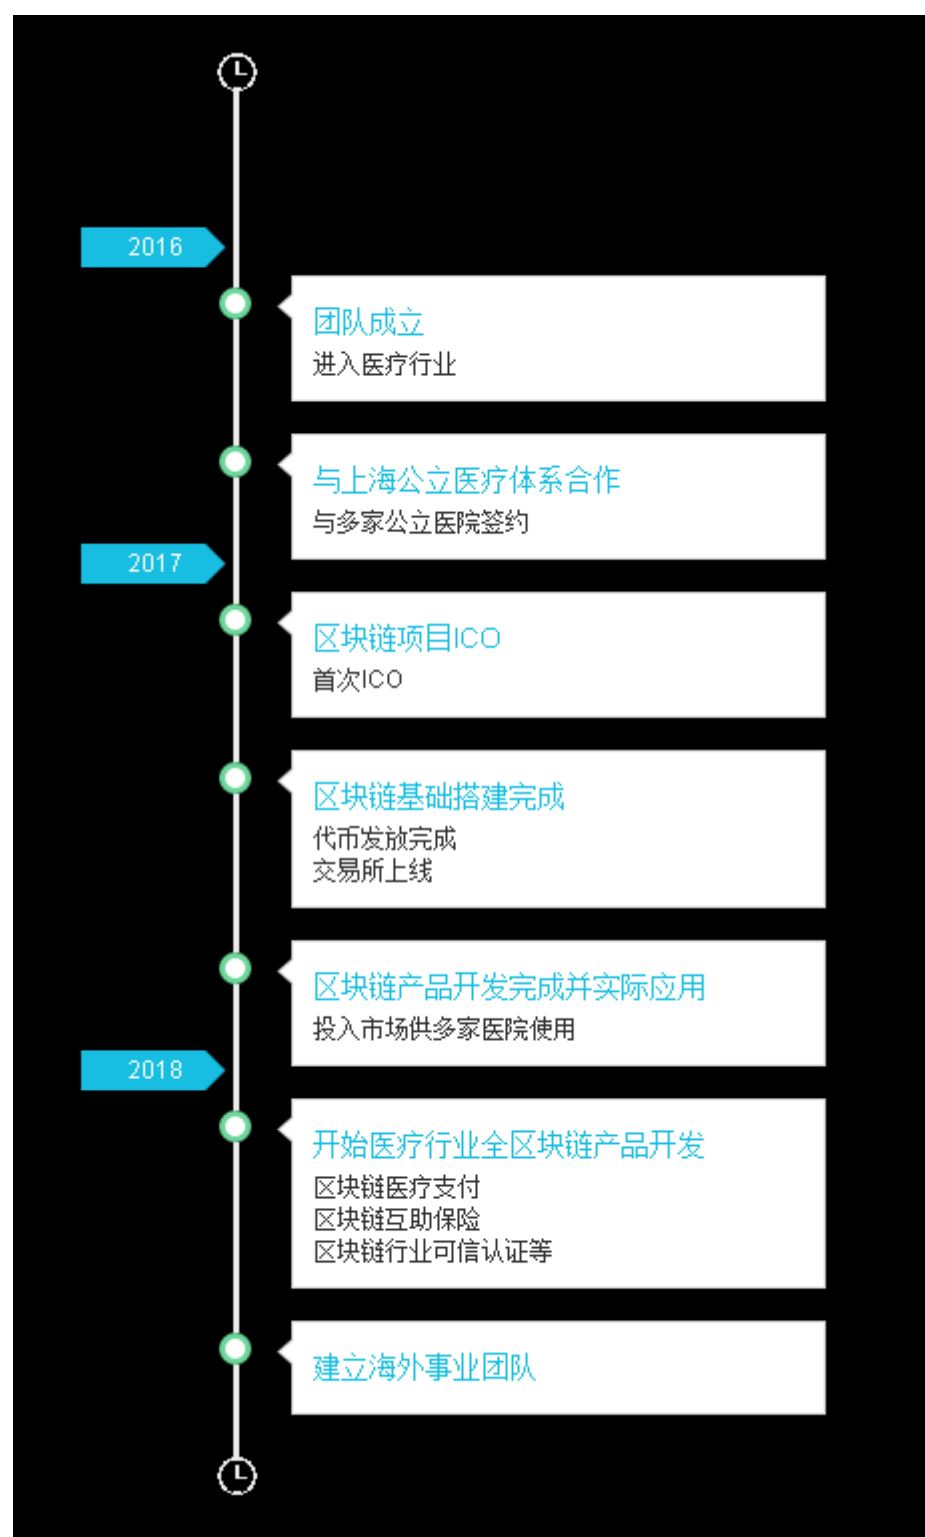 2016
团队成立
进入医疗行业
与上海公立医疗体系合作
与多家公立医院签约
2017
区块链项目ICO
首次ICO
区块链基础搭建完成
代币发放完成
交易所上线
区块链产品开发完成并实际应用
投入市场供多家医院使用
2018
开始医疗行业全区块链产品开发
区块链医疗支付
区块链互助保险
区块链行业可信认证等
建立海外事业团队